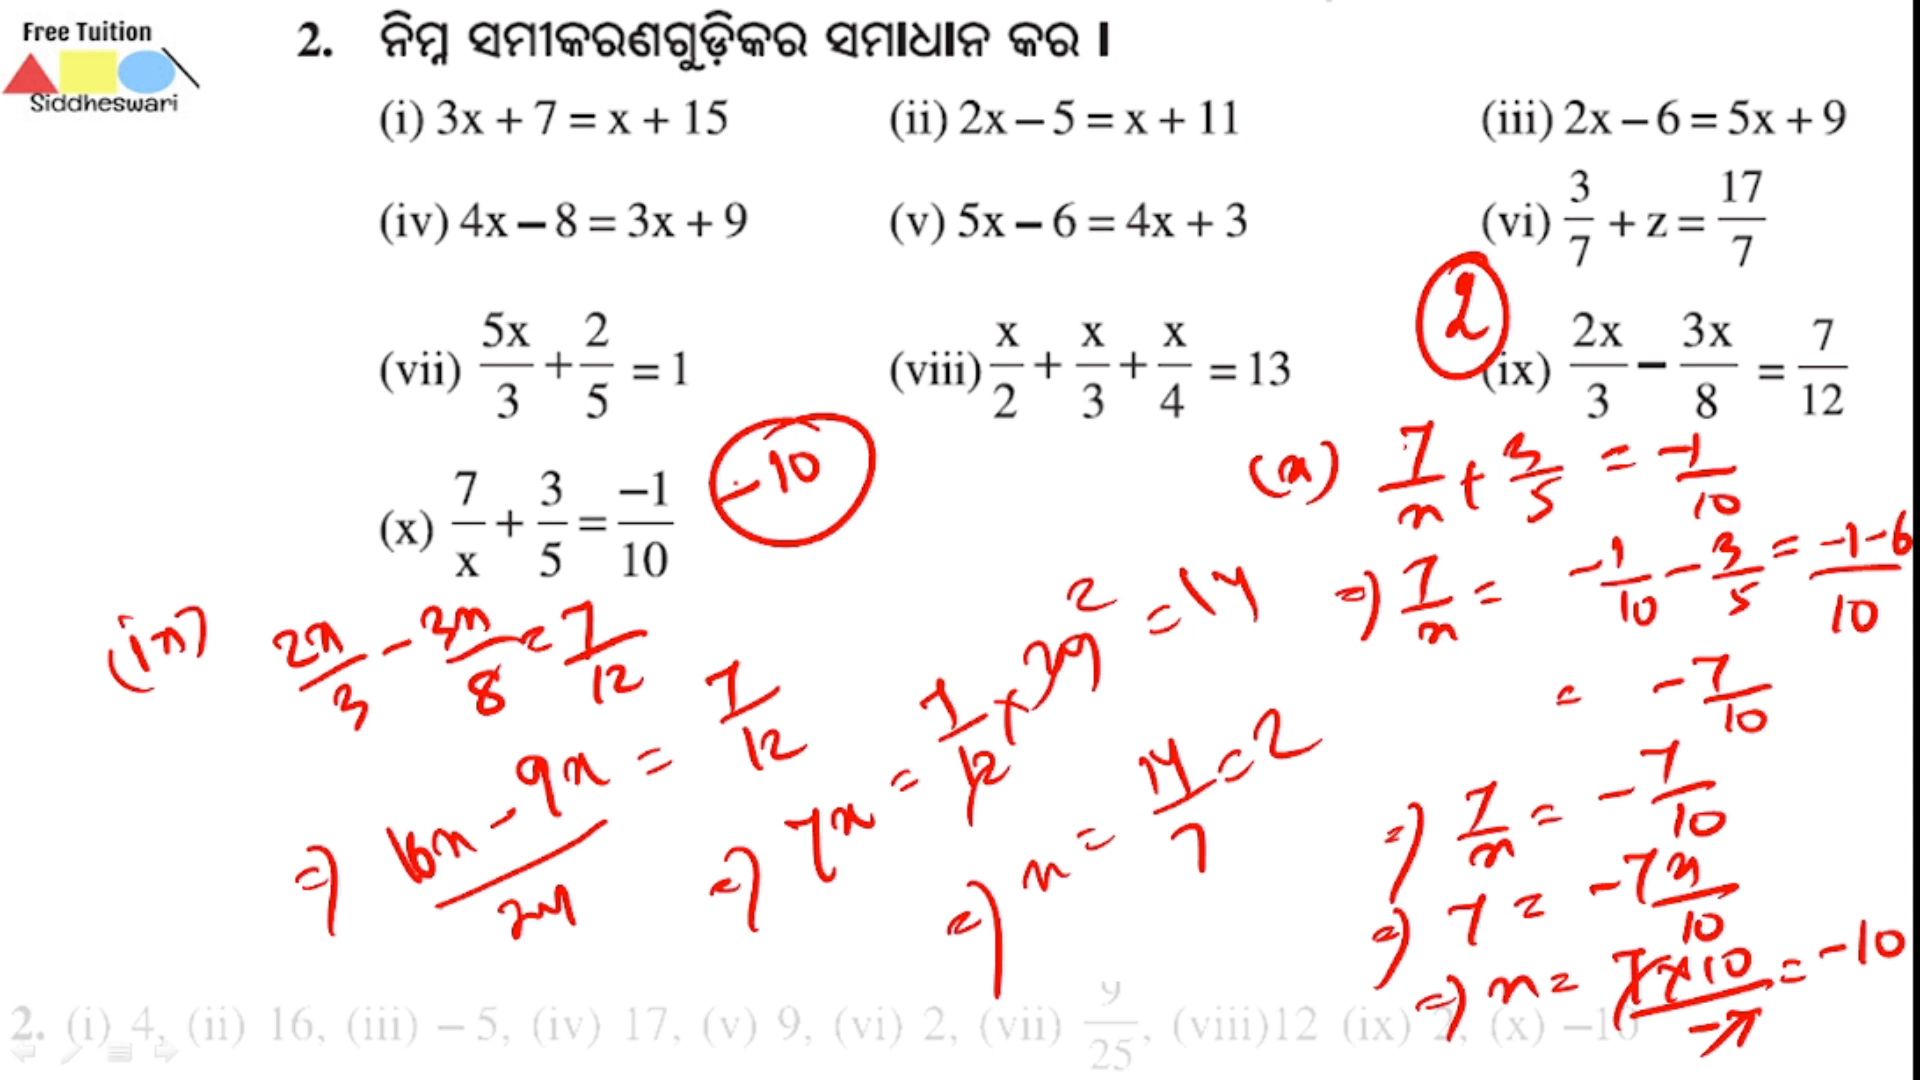 Free Tuition
Siddheswari
2. ନିମ୍ନ ସମୀକରଣଗୁଡ଼ିକର ସମାଧାନ କର ।
(i) 3x + 7 = x + 15 (ii) 2x – 5 = x + 11 (iii) 2x – 6 = 5x + 9
(iv) 4x – 8 = 3x + 9 (v) 5x – 6 = 4x + 3 (vi) 3/7 + z = 17/7
(vii) 5x/3 + 2/5 = 1 (viii) x/2 + x/3 + x/4 = 13 (ix) 2x/3 – 3x/8 = 7/12
2
(x) 7/x + 3/5 = –1/10
-10
(ix) 2x/3 - 3x/8 = 7/12
⇒ 16x - 9x / 24 = 7/12
⇒ 7x = 7/12 × 24 2 = 14
⇒ x = 14/7 = 2
(x) 7/x + 3/5 = -1/10
⇒ 7/x = -1/10 - 3/5 = -1-6/10
= -7/10
⇒ 7/x = -7/10
⇒ 7 = -7x/10
⇒ x = 7×10/-7 = -10
2. (i) 4, (ii) 16, (iii) – 5, (iv) 17, (v) 9, (vi) 2, (vii) 9/25, (viii)12 (ix) 2, (x) –10